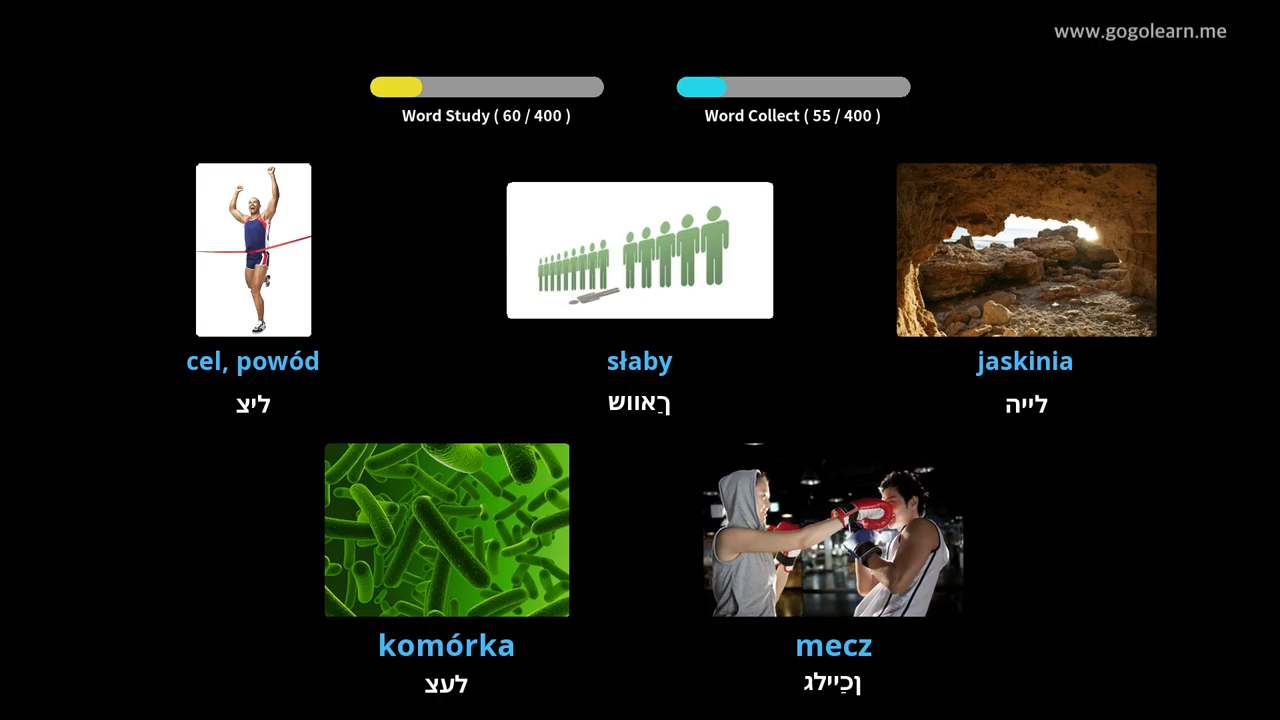 www.gogolearn.me
Word Study ( 60 / 400 )
Word Collect ( 55 / 400 )
cel, powód
ליצ
słaby
ךַאווש
jaskinia
לייה
komórka
לעצ
mecz
ןכַיילג